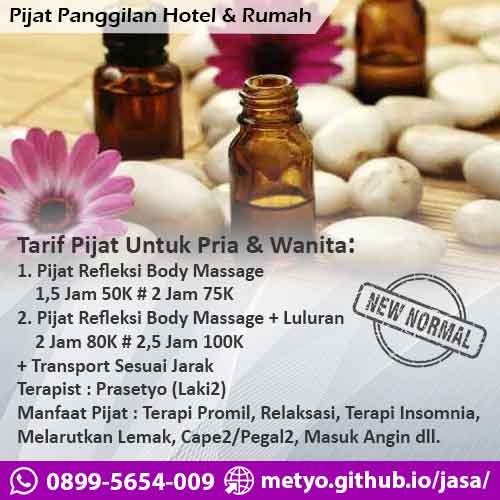 Pijat Panggilan Hotel & Rumah
Tarif Pijat Untuk Pria & Wanita:
1. Pijat Refleksi Body Massage
1,5 Jam 50K # 2 Jam 75K
2. Pijat Refleksi Body Massage + Luluran
2 Jam 80K # 2,5 Jam 100K
+ Transport Sesuai Jarak
Terapist : Prasetyo (Laki2)
Manfaat Pijat : Terapi Promil, Relaksasi, Terapi Insomnia,
Melarutkan Lemak, Cape2/Pegal2, Masuk Angin dll.
NEW NORMAL
0899-5654-009 metyo.github.io/jasa/